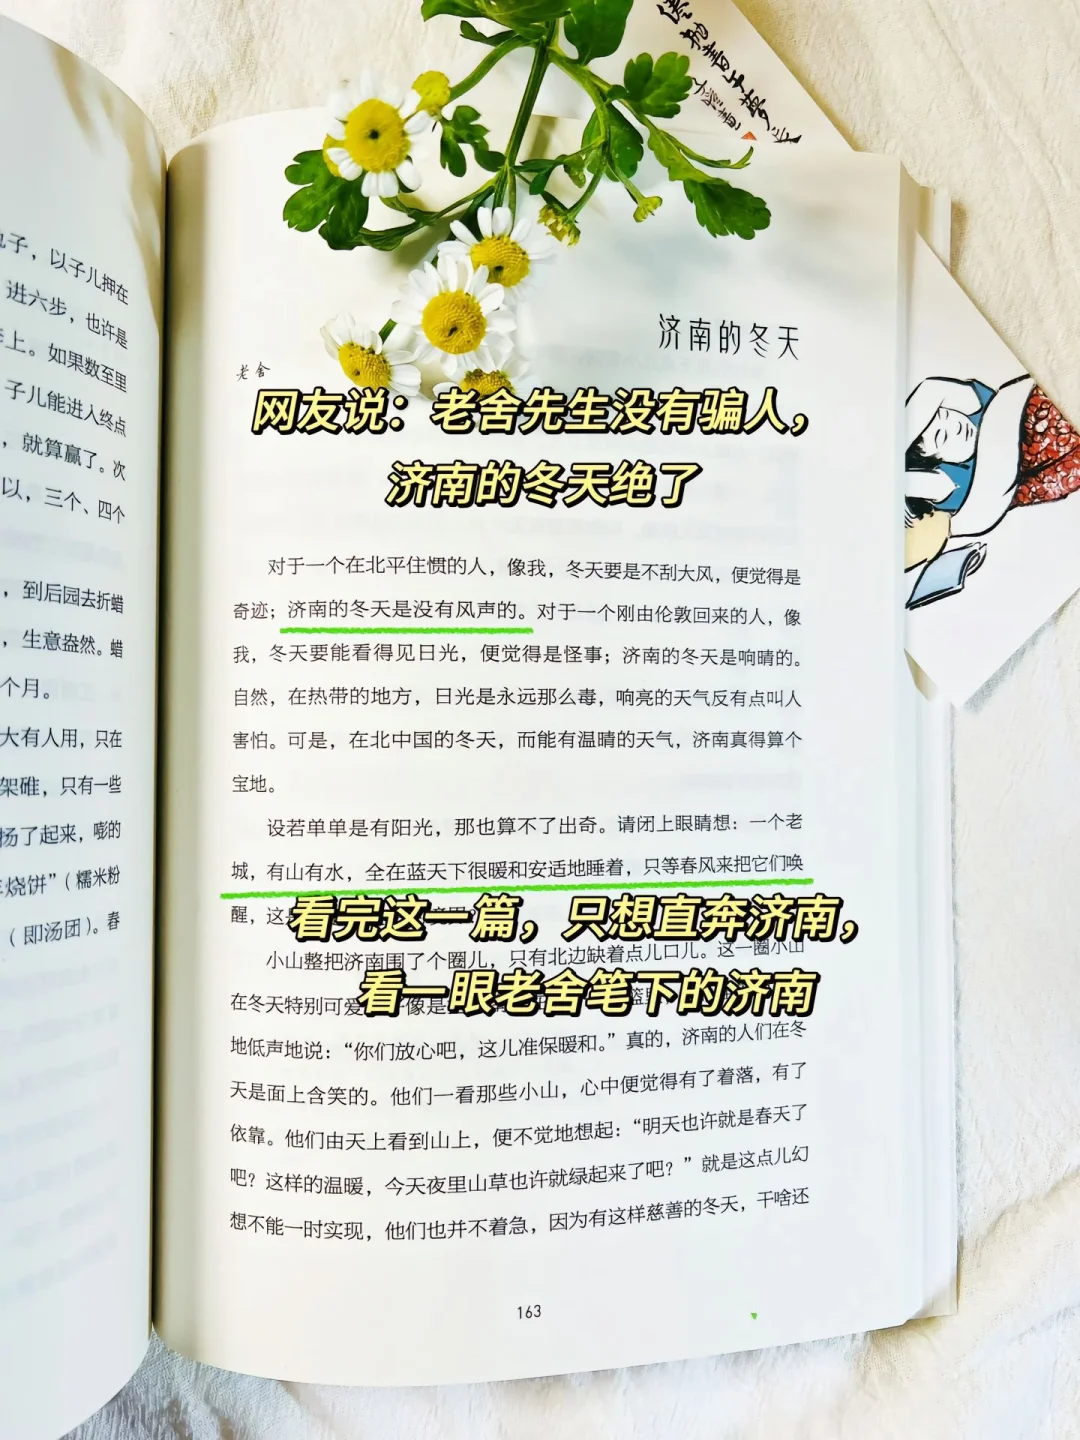 子，以子儿押在
进六步，也许是
上。如果数至里
子儿能进入终点
，就算赢了。次
以，三个、四个
，到后园去折蜡
，生意盎然。蜡
个月。
大有人用，只在
架碓，只有一些
扬了起来，嘭的
烧饼”（糯米粉
（即汤团）。春
济南的冬天
老舍
网友说：老舍先生没有骗人，
济南的冬天绝了
对于一个在北平住惯的人，像我，冬天要是不刮大风，便觉得是
奇迹；济南的冬天是没有风声的。对于一个刚由伦敦回来的人，像
我，冬天要能看得见日光，便觉得是怪事；济南的冬天是响晴的。
自然，在热带的地方，日光是永远那么毒，响亮的天气反有点叫人
害怕。可是，在北中国的冬天，而能有温晴的天气，济南真得算个
宝地。
设若单单是有阳光，那也算不了出奇。请闭上眼睛想：一个老
城，有山有水，全在蓝天下很暖和安适地睡着，只等春风来把它们唤
醒，这是
看完这一篇，只想直奔济南，
小山整把济南围了个圈儿，只有北边缺着点儿口儿。这一圈小山
在冬天特别可爱
像是
看一眼老舍笔下的济南
地低声地说：“你们放心吧，这儿准保暖和。”真的，济南的人们在冬
天是面上含笑的。他们一看那些小山，心中便觉得有了着落，有了
依靠。他们由天上看到山上，便不觉地想起：“明天也许就是春天了
吧？这样的温暖，今天夜里山草也许就绿起来了吧？”就是这点儿幻
想不能一时实现，他们也并不着急，因为有这样慈善的冬天，干啥还
163